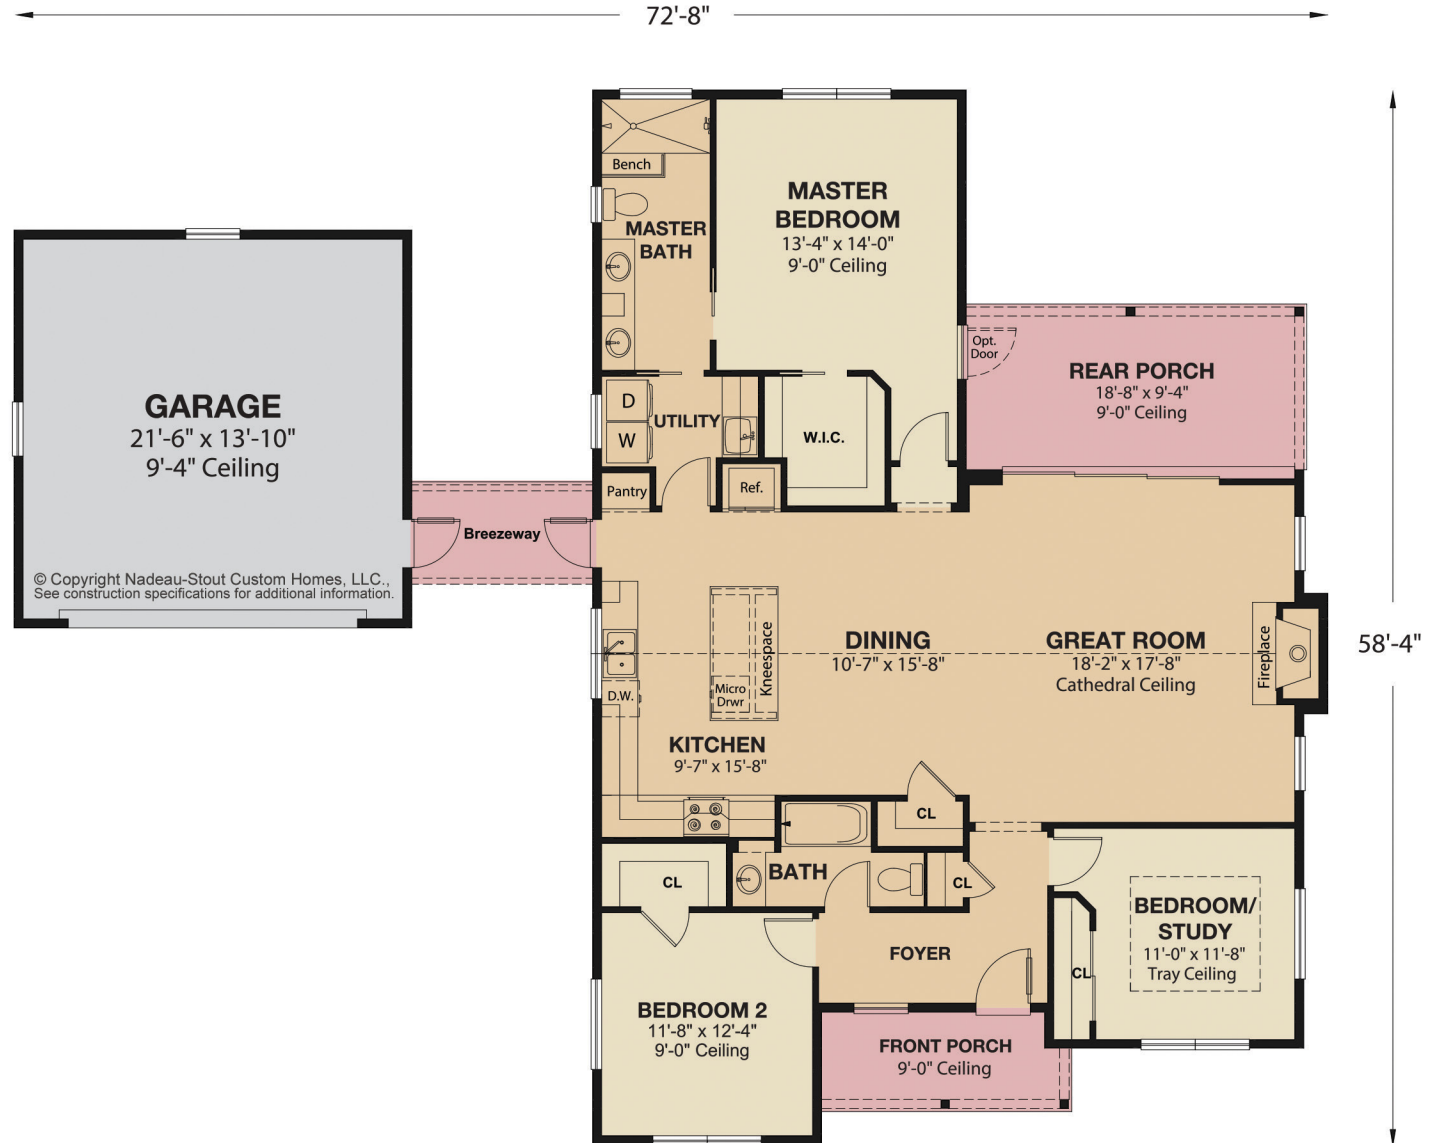 72'-8"
Bench
MASTER
BATH
MASTER
BEDROOM
13'-4" x 14'-0"
9'-0" Ceiling
Opt.
Door
REAR PORCH
18'-8" x 9'-4"
9'-0" Ceiling
GARAGE
21'-6" x 13'-10"
9'-4" Ceiling
© Copyright Nadeau-Stout Custom Homes, LLC.,
See construction specifications for additional information.
D
W
UTILITY
W.I.C.
Pantry
Ref.
Breezeway
D.W.
Micro
Drwr
Kneespace
DINING
10'-7" x 15'-8"
GREAT ROOM
18'-2" x 17'-8"
Cathedral Ceiling
Fireplace
58'-4"
KITCHEN
9'-7" x 15'-8"
CL
CL
BATH
CL
BEDROOM/
STUDY
11'-0" x 11'-8"
Tray Ceiling
CL
FOYER
BEDROOM 2
11'-8" x 12'-4"
9'-0" Ceiling
FRONT PORCH
9'-0" Ceiling